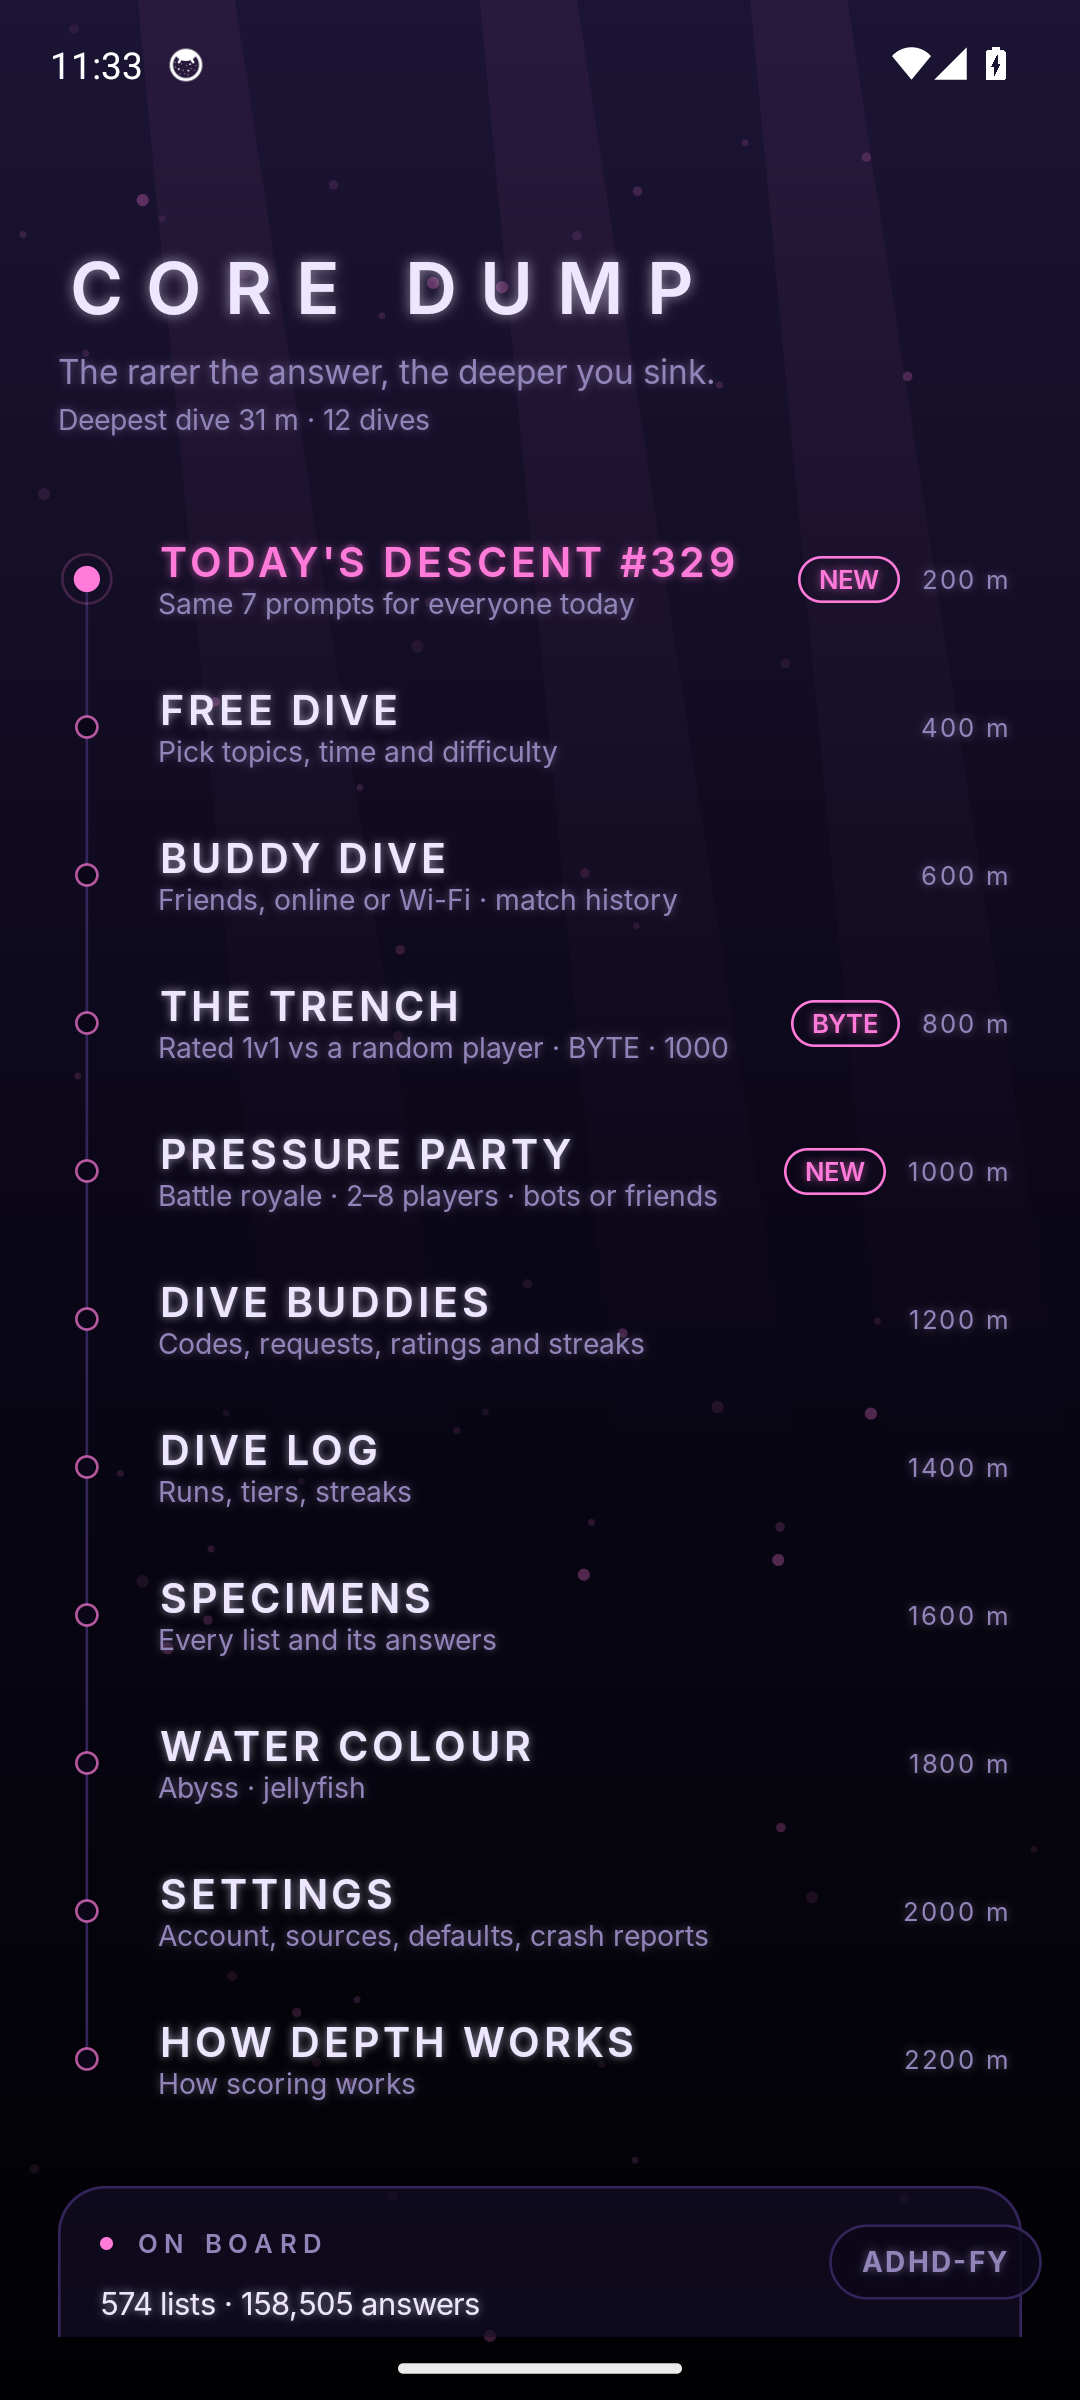 11:33
CORE DUMP
The rarer the answer, the deeper you sink.
Deepest dive 31 m · 12 dives
TODAY'S DESCENT #329
Same 7 prompts for everyone today
NEW 200 m
FREE DIVE
Pick topics, time and difficulty
400 m
BUDDY DIVE
Friends, online or Wi-Fi · match history
600 m
THE TRENCH
Rated 1v1 vs a random player · BYTE · 1000
BYTE 800 m
PRESSURE PARTY
Battle royale · 2–8 players · bots or friends
NEW 1000 m
DIVE BUDDIES
Codes, requests, ratings and streaks
1200 m
DIVE LOG
Runs, tiers, streaks
1400 m
SPECIMENS
Every list and its answers
1600 m
WATER COLOUR
Abyss · jellyfish
1800 m
SETTINGS
Account, sources, defaults, crash reports
2000 m
HOW DEPTH WORKS
How scoring works
2200 m
ON BOARD
ADHD-FY
574 lists · 158,505 answers